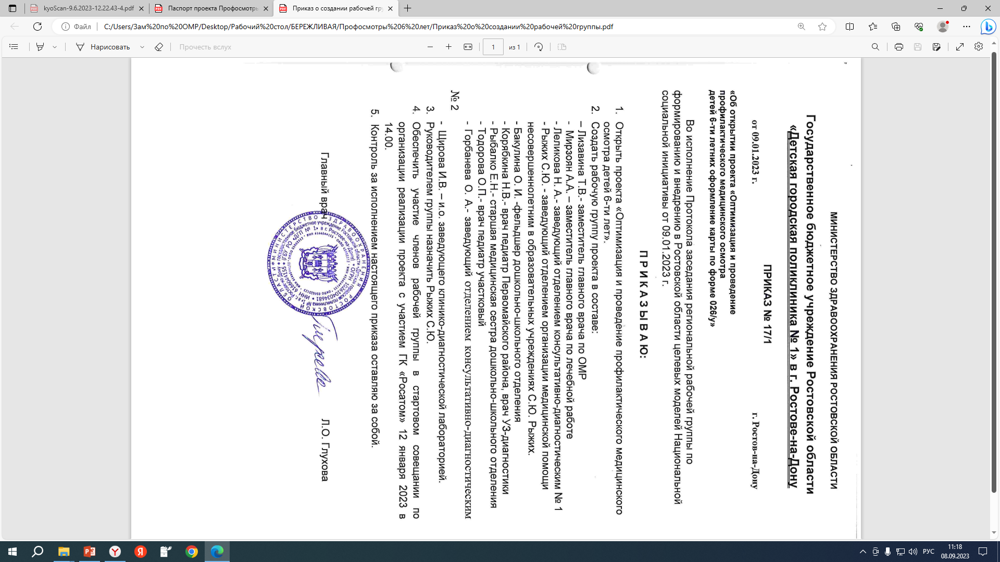 kyoScan-9.6.2023-12.22.43-4.pdf
Паспорт проекта Профосмотры
Приказ о создании рабочей гру
Файл
C:/Users/Зам%20по%20ОМР/Desktop/Рабочий%20стол/БЕРЕЖЛИВАЯ/Профосмотры%206%20лет/Приказ%20о%20создании%20рабочей%20группы.pdf
Нарисовать
Прочесть вслух
1
из 1
МИНИСТЕРСТВО ЗДРАВООХРАНЕНИЯ РОСТОВСКОЙ ОБЛАСТИ
Государственное бюджетное учреждение Ростовской области
«Детская городская поликлиника № 1» в г. Ростове-на-Дону
ПРИКАЗ № 17/1
от 09.01.2023 г.
г. Ростов-на-Дону
«Об открытии проекта «Оптимизация и проведение
профилактического медицинского осмотра
детей 6-ти летних оформление карты по форме 026/у»
Во исполнение Протокола заседания региональной рабочей группы по
формированию и внедрению в Ростовской области целевых моделей Национальной
социальной инициативы от 09.01.2023 г.
П Р И К А З Ы В А Ю:
1. Открыть проекта «Оптимизация и проведение профилактического медицинского
осмотра детей 6-ти лет».
2. Создать рабочую группу проекта в составе:
– Лизавина Т.В.- заместитель главного врача по ОМР
- Мирзоян А.А. – заместитель главного врача по лечебной работе
- Леликова Н. А.- заведующий отделением консультативно-диагностическим № 1
- Рыжих С.Ю. - заведующий отделением организации медицинской помощи
несовершеннолетним в образовательных учреждениях С.Ю. Рыжих.
- Бакулина О. И. -фельдшер дошкольно-школьного отделения
- Корябкина Н.В.- врач педиатр Первомайского района, врач УЗ-диагностики
- Рыбалко Е.Н.- старшая медицинская сестра дошкольно-школьного отделения
- Тодорова О.П.- врач педиатр участковый
- Горбанева О. А.- заведующий отделением консультативно-диагностическим
№ 2
- Щирова И.В. – и.о. заведующего клинико-диагностической лабораторией.
3. Руководителем группы назначить Рыжих С.Ю.
4. Обеспечить участие членов рабочей группы в стартовом совещании по
организации реализации проекта с участием ГК «Росатом» 12 января 2023 в
14.00.
5. Контроль за исполнением настоящего приказа оставляю за собой.
Главный врач
Л.О. Глухова
МИНИСТЕРСТВО ЗДРАВООХРАНЕНИЯ РОСТОВСКОЙ ОБЛАСТИ
РУС
11:18
08.09.2023